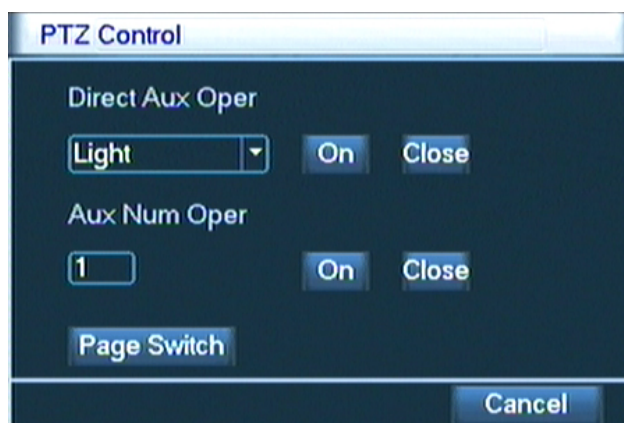 PTZ Control
Direct Aux Oper
Light On Close
Aux Num Oper
1 On Close
Page Switch
Cancel